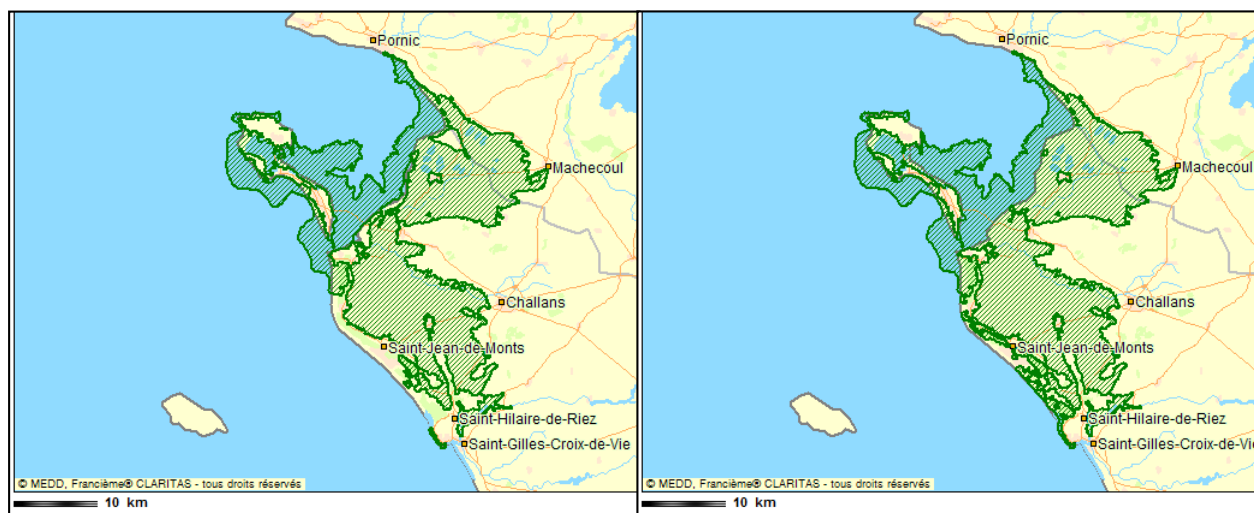 Pornic
Machecoul
Challans
Saint-Jean-de-Monts
Saint-Hilaire-de-Riez
Saint-Gilles-Croix-de-Vie
© MEDD, Francième® CLARITAS - tous droits réservés
10 km
Pornic
Machecoul
Challans
Saint-Jean-de-Monts
Saint-Hilaire-de-Riez
Saint-Gilles-Croix-de-Vie
© MEDD, Francième® CLARITAS - tous droits réservés
10 km